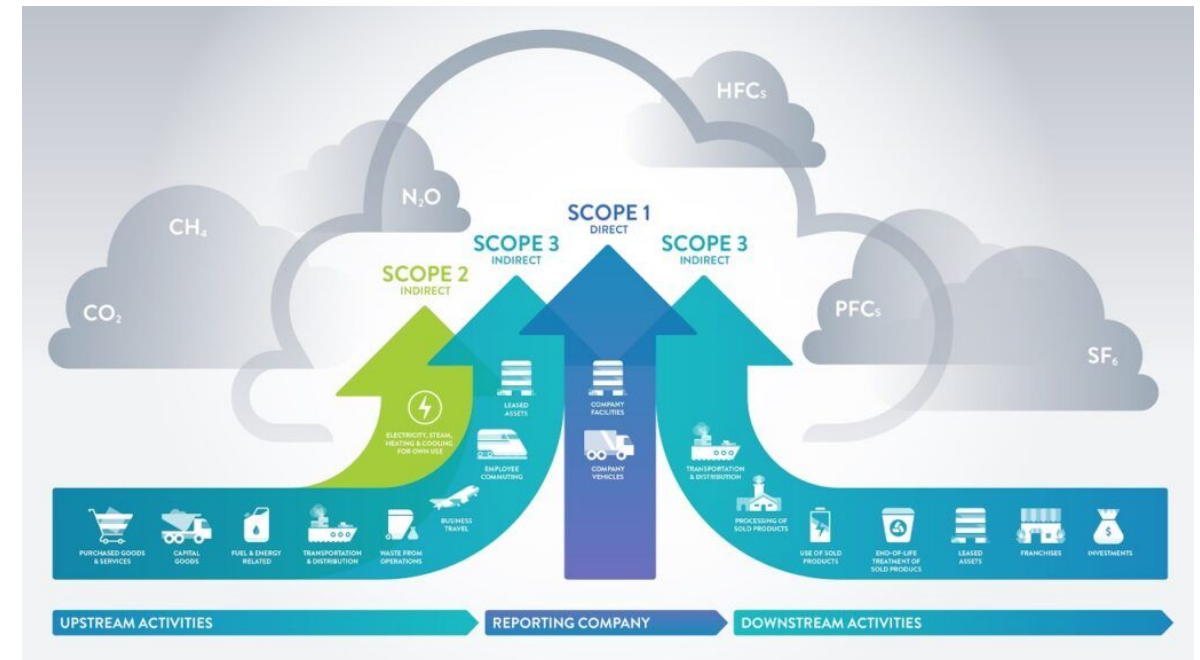 HFCs
N₂O
CH₄
CO₂
PFCs
SF₆
SCOPE 1
DIRECT
SCOPE 3
INDIRECT
SCOPE 3
INDIRECT
SCOPE 2
INDIRECT
ELECTRICITY, STEAM,
HEATING & COOLING
FOR OWN USE
LEASED
ASSETS
EMPLOYEE
COMMUTING
BUSINESS
TRAVEL
COMPANY
FACILITIES
COMPANY
VEHICLES
TRANSPORTATION
& DISTRIBUTION
PROCESSING OF
SOLD PRODUCTS
PURCHASED GOODS
& SERVICES
CAPITAL
GOODS
FUEL & ENERGY
RELATED
TRANSPORTATION
& DISTRIBUTION
WASTE FROM
OPERATIONS
USE OF SOLD
PRODUCTS
END-OF-LIFE
TREATMENT OF
SOLD PRODUCS
LEASED
ASSETS
FRANCHISES
$
INVESTMENTS
UPSTREAM ACTIVITIES
REPORTING COMPANY
DOWNSTREAM ACTIVITIES